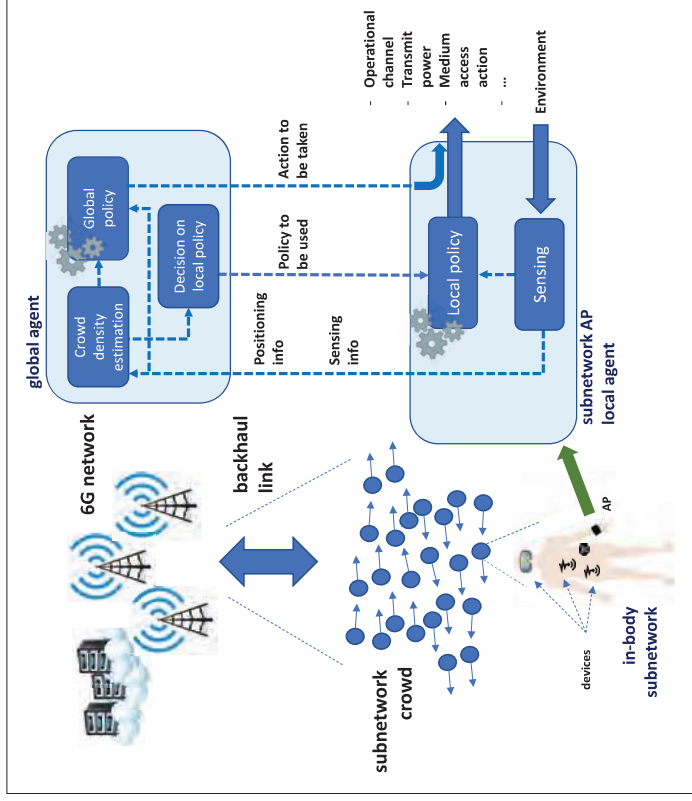 6G network
backhaul
link
subnetwork
crowd
devices
AP
in-body
subnetwork
global agent
Crowd
density
estimation
Global
policy
Decision on
local policy
Positioning
info
Sensing
info
Policy to
be used
Action to
be taken
subnetwork AP
local agent
Local policy
Sensing
- Operational
channel
- Transmit
power
- Medium
access
action
- ...
Environment